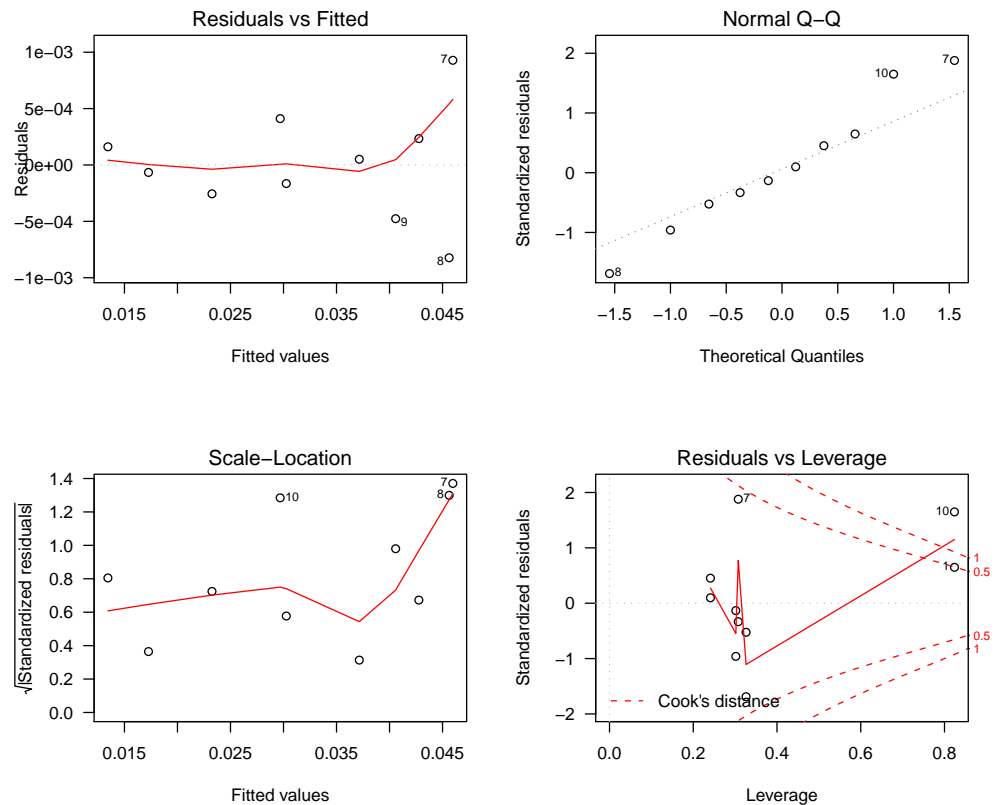 Residuals vs Fitted
Residuals
1e−03
5e−04
0e+00
−5e−04
−1e−03
7
9
8
0.015 0.025 0.035 0.045
Fitted values
Normal Q−Q
Standardized residuals
2
1
0
−1
10
7
8
−1.5 −1.0 −0.5 0.0 0.5 1.0 1.5
Theoretical Quantiles
Scale−Location
√|Standardized residuals|
1.4
1.2
1.0
0.8
0.6
0.4
0.2
0.0
7
8
10
0.015 0.025 0.035 0.045
Fitted values
Residuals vs Leverage
Standardized residuals
2
1
0
−1
−2
7
10
1
1
0.5
0.5
1
Cook's distance
0.0 0.2 0.4 0.6 0.8
Leverage